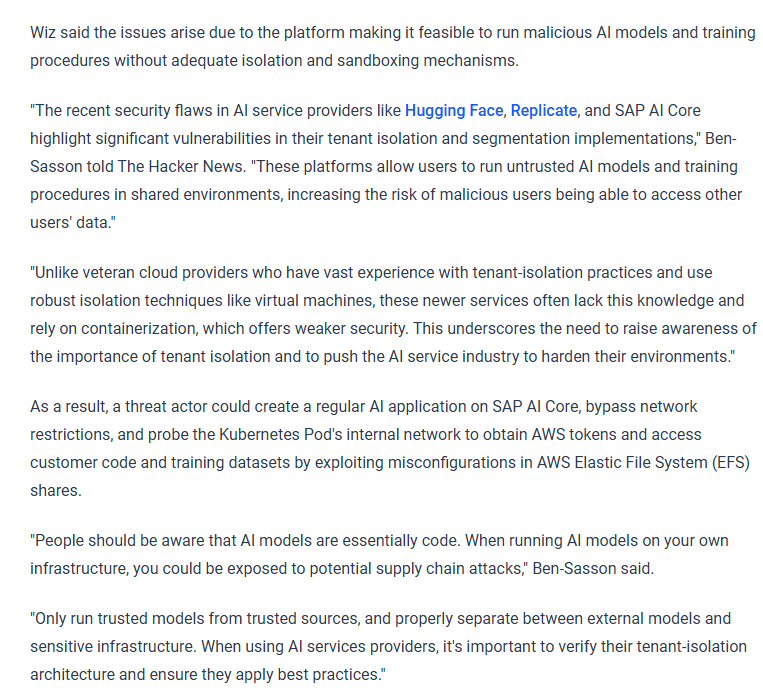 Wiz said the issues arise due to the platform making it feasible to run malicious AI models and training
procedures without adequate isolation and sandboxing mechanisms.
"The recent security flaws in AI service providers like Hugging Face, Replicate, and SAP AI Core
highlight significant vulnerabilities in their tenant isolation and segmentation implementations," Ben-
Sasson told The Hacker News. "These platforms allow users to run untrusted AI models and training
procedures in shared environments, increasing the risk of malicious users being able to access other
users' data."
"Unlike veteran cloud providers who have vast experience with tenant-isolation practices and use
robust isolation techniques like virtual machines, these newer services often lack this knowledge and
rely on containerization, which offers weaker security. This underscores the need to raise awareness of
the importance of tenant isolation and to push the AI service industry to harden their environments."
As a result, a threat actor could create a regular AI application on SAP AI Core, bypass network
restrictions, and probe the Kubernetes Pod's internal network to obtain AWS tokens and access
customer code and training datasets by exploiting misconfigurations in AWS Elastic File System (EFS)
shares.
"People should be aware that AI models are essentially code. When running AI models on your own
infrastructure, you could be exposed to potential supply chain attacks," Ben-Sasson said.
"Only run trusted models from trusted sources, and properly separate between external models and
sensitive infrastructure. When using AI services providers, it's important to verify their tenant-isolation
architecture and ensure they apply best practices."